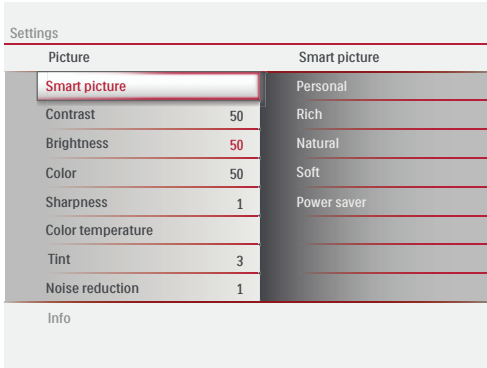 Settings
Picture Smart picture
Smart picture Personal
Contrast 50 Rich
Brightness 50 Natural
Color 50 Soft
Sharpness 1 Power saver
Color temperature
Tint 3
Noise reduction 1
Info